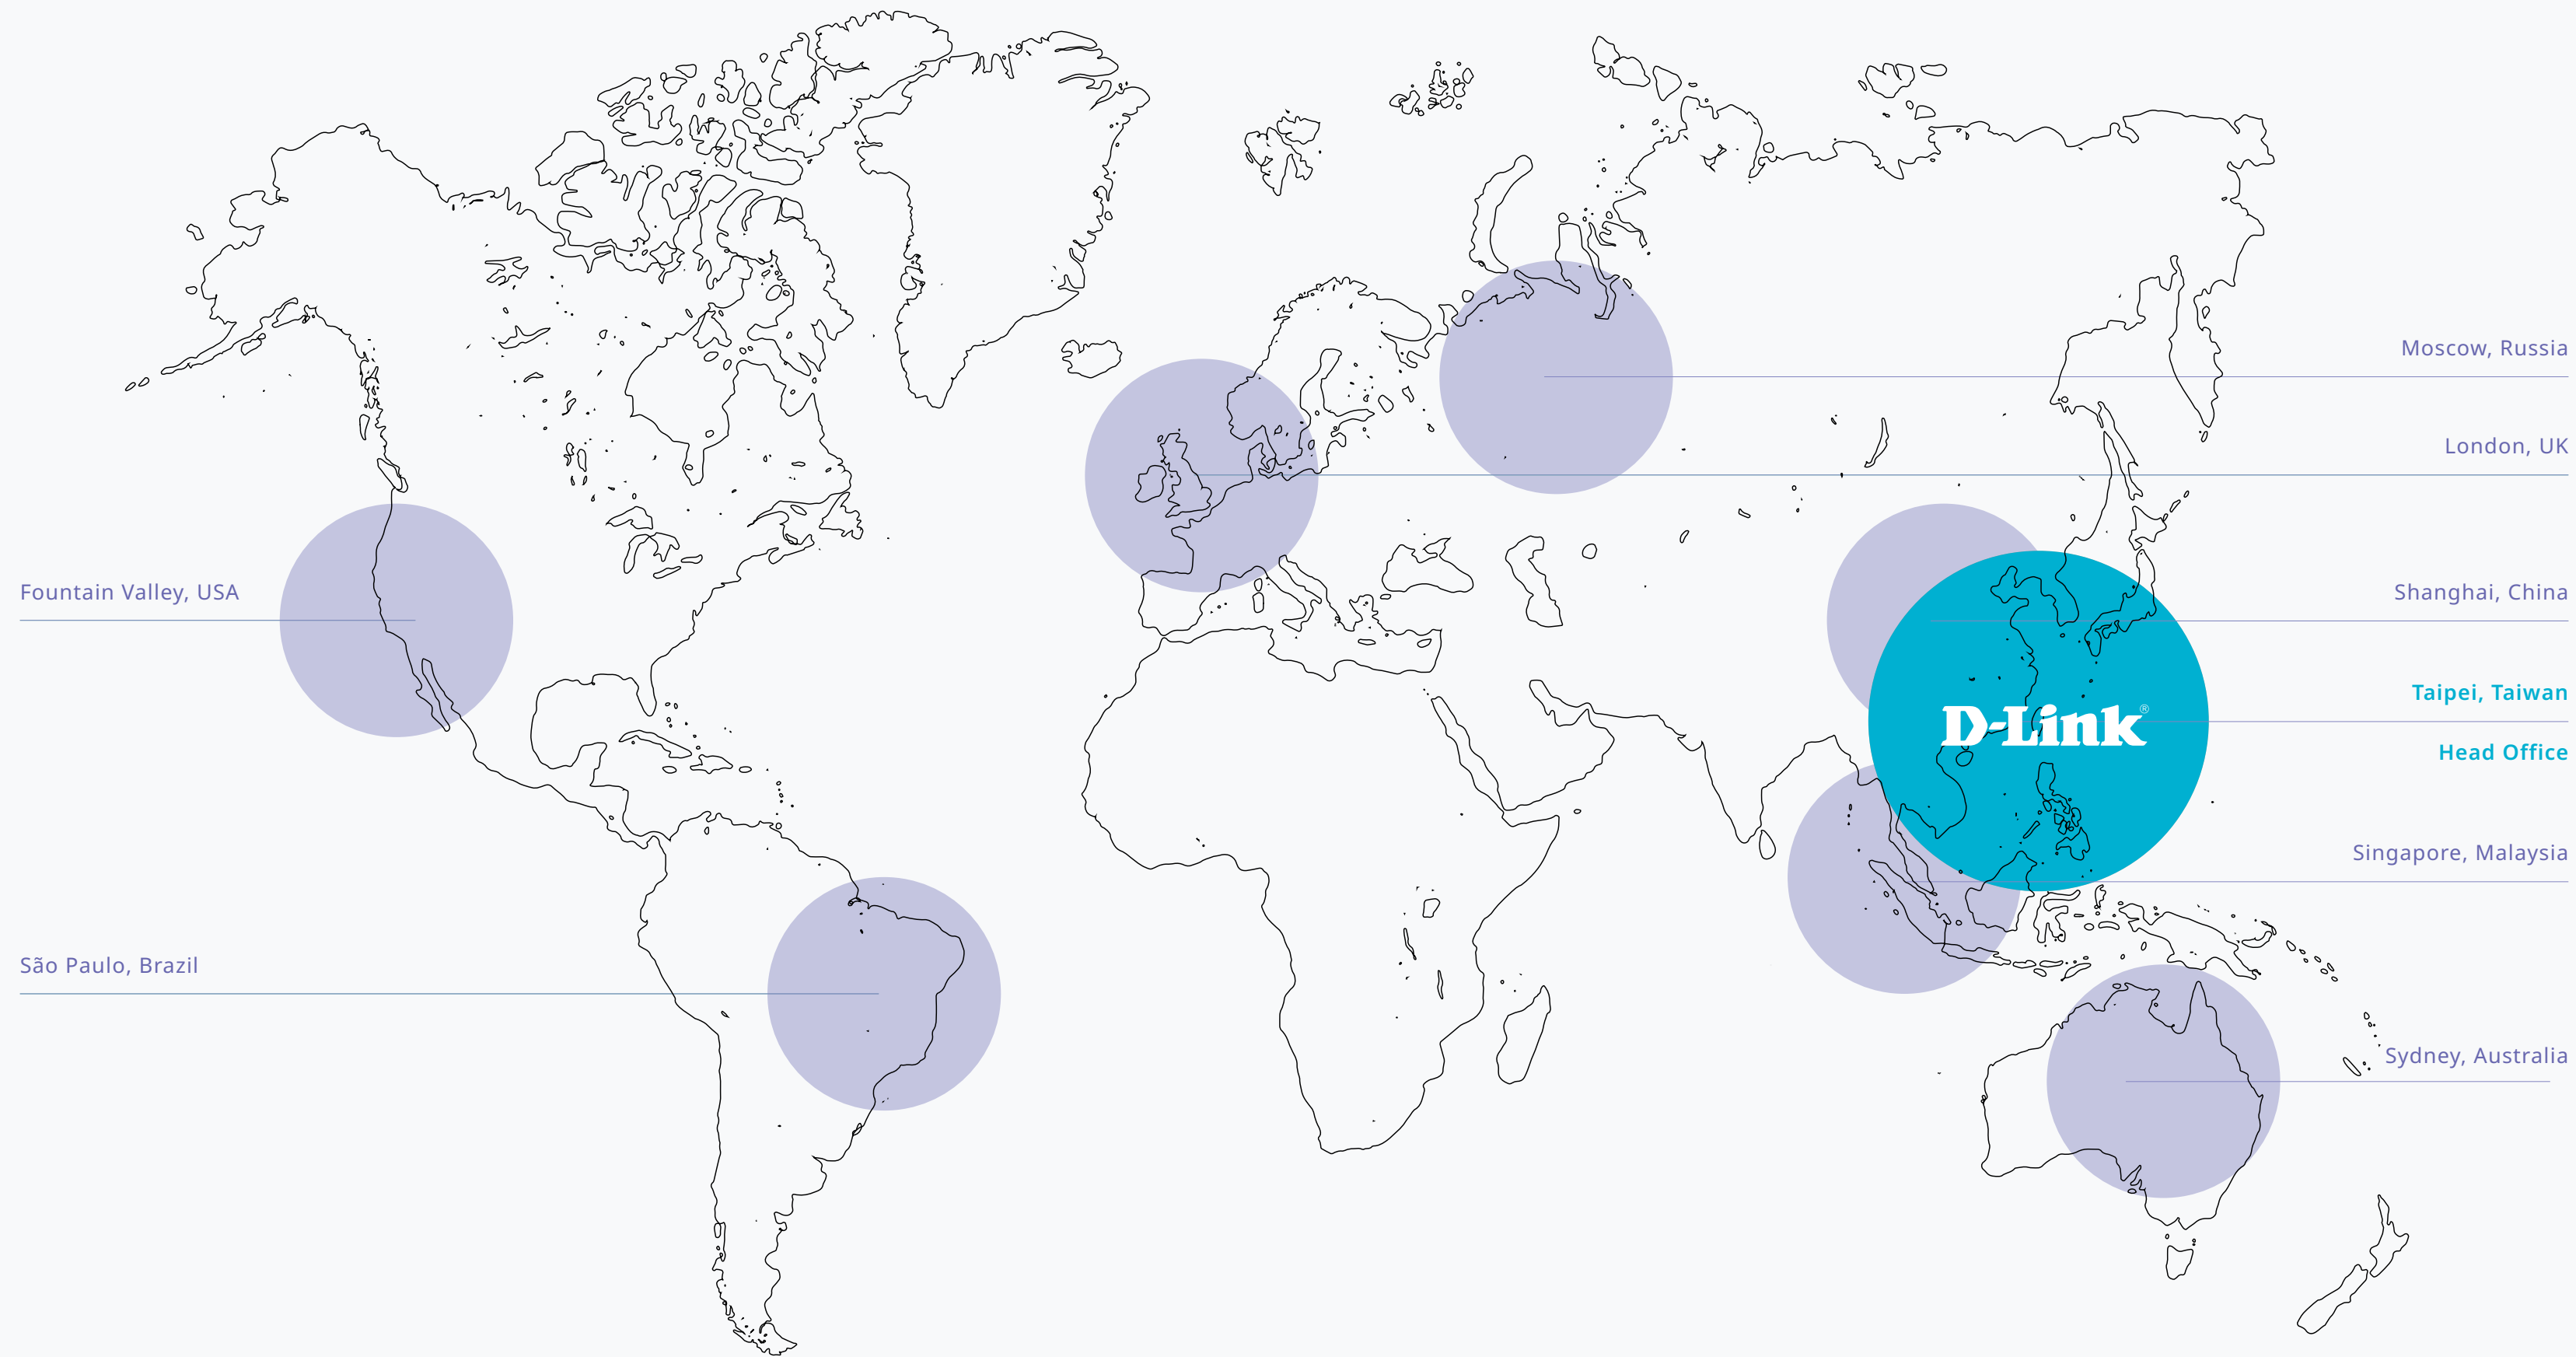 Moscow, Russia
London, UK
Fountain Valley, USA
Shanghai, China
Taipei, Taiwan
D-Link®
Head Office
Singapore, Malaysia
São Paulo, Brazil
Sydney, Australia